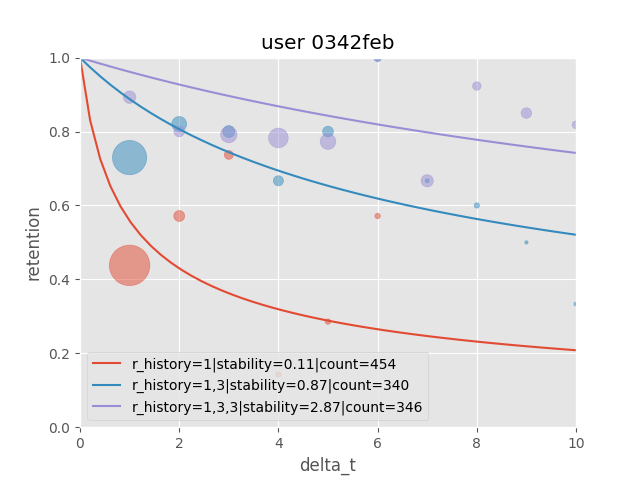 user 0342feb
1.0
0.8
0.6
0.4
0.2
0.0
retention
r_history=1|stability=0.11|count=454
r_history=1,3|stability=0.87|count=340
r_history=1,3,3|stability=2.87|count=346
0 2 4 6 8 10
delta_t